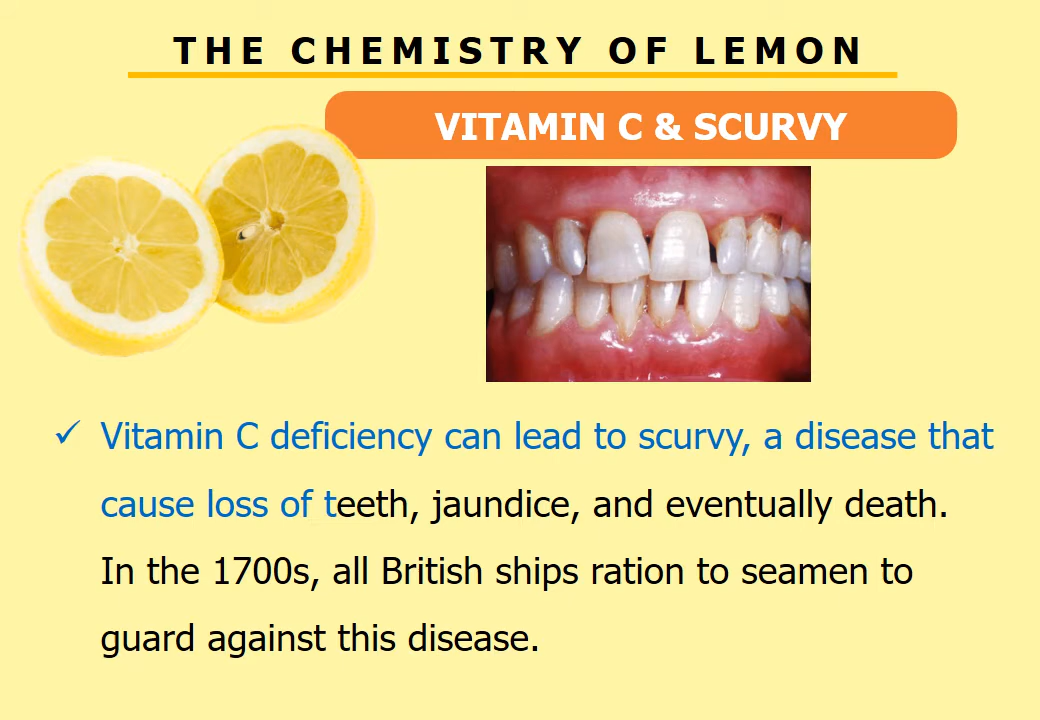 THE CHEMISTRY OF LEMON
VITAMIN C & SCURVY
✓ Vitamin C deficiency can lead to scurvy, a disease that
cause loss of teeth, jaundice, and eventually death.
In the 1700s, all British ships ration to seamen to
guard against this disease.